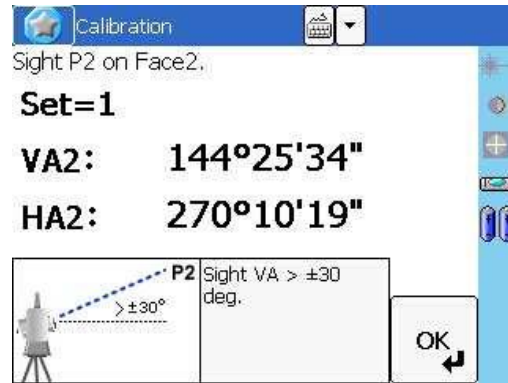 Calibration
Sight P2 on Face2.
Set=1
VA2: 144°25'34"
HA2: 270°10'19"
P2
>±30°
Sight VA > ±30
deg.
OK